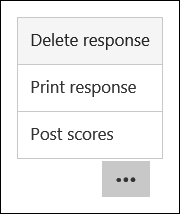 Delete response
Print response
Post scores
•••